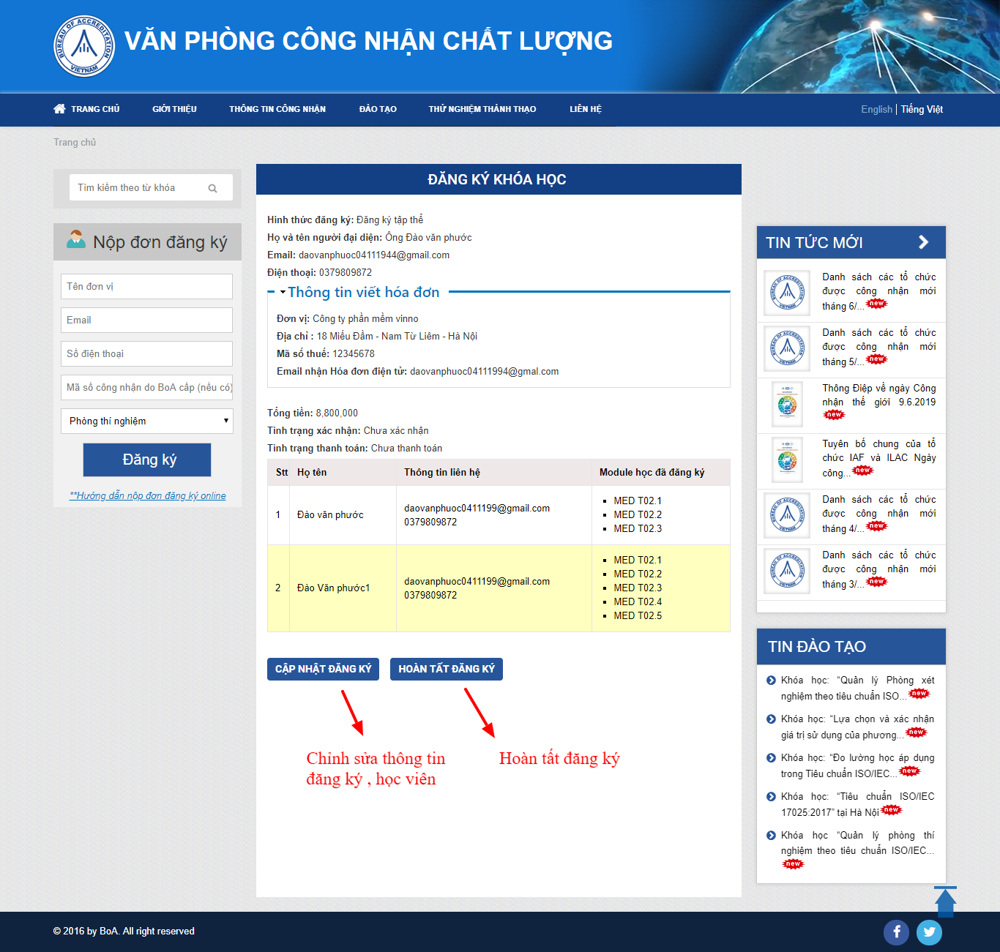 BUREAU OF ACCREDITATION
VIETNAM
VĂN PHÒNG CÔNG NHẬN CHẤT LƯỢNG
TRANG CHỦ
GIỚI THIỆU
THÔNG TIN CÔNG NHẬN
ĐÀO TẠO
THỬ NGHIỆM THÀNH THẠO
LIÊN HỆ
English | Tiếng Việt
Trang chủ
Tìm kiếm theo từ khóa
Nộp đơn đăng ký
Tên đơn vị
Email
Số điện thoại
Mã số công nhận do BoA cấp (nếu có)
Phòng thí nghiệm
Đăng ký
**Hướng dẫn nộp đơn đăng ký online
ĐĂNG KÝ KHÓA HỌC
Hình thức đăng ký: Đăng ký tập thể
Họ và tên người đại diện: Ông Đào văn phước
Email: daovanphuoc04111944@gmail.com
Điện thoại: 0379809872
Thông tin viết hóa đơn
Đơn vị: Công ty phần mềm vinno
Địa chỉ : 18 Miếu Đầm - Nam Từ Liêm - Hà Nội
Mã số thuế: 12345678
Email nhận Hóa đơn điện tử: daovanphuoc04111994@gmal.com
Tổng tiền: 8,800,000
Tình trạng xác nhận: Chưa xác nhận
Tình trạng thanh toán: Chưa thanh toán
Stt Họ tên Thông tin liên hệ Module học đã đăng ký
1 Đào văn phước
daovanphuoc0411199@gmail.com
0379809872
MED T02.1
MED T02.2
MED T02.3
2 Đào Văn phước1
daovanphuoc0411199@gmail.com
0379809872
MED T02.1
MED T02.2
MED T02.3
MED T02.4
MED T02.5
CẬP NHẬT ĐĂNG KÝ
HOÀN TẤT ĐĂNG KÝ
Chỉnh sửa thông tin
đăng ký , học viên
Hoàn tất đăng ký
TIN TỨC MỚI
Danh sách các tổ chức
được công nhận mới
tháng 6/... new
Danh sách các tổ chức
được công nhận mới
tháng 5/... new
Thông Điệp về ngày Công
nhận thế giới 9.6.2019
new
Tuyên bố chung của tổ
chức IAF và ILAC Ngày
công... new
Danh sách các tổ chức
được công nhận mới
tháng 4/... new
Danh sách các tổ chức
được công nhận mới
tháng 3/... new
TIN ĐÀO TẠO
Khóa học: “Quản lý Phòng xét
nghiệm theo tiêu chuẩn ISO... new
Khóa học: “Lựa chọn và xác nhận
giá trị sử dụng của phương... new
Khóa học: “Đo lường học áp dụng
trong Tiêu chuẩn ISO/IEC... new
Khóa học: “Tiêu chuẩn ISO/IEC
17025:2017” tại Hà Nội new
Khóa học “Quản lý phòng thí
nghiệm theo tiêu chuẩn ISO/IEC...
new
© 2016 by BoA. All right reserved